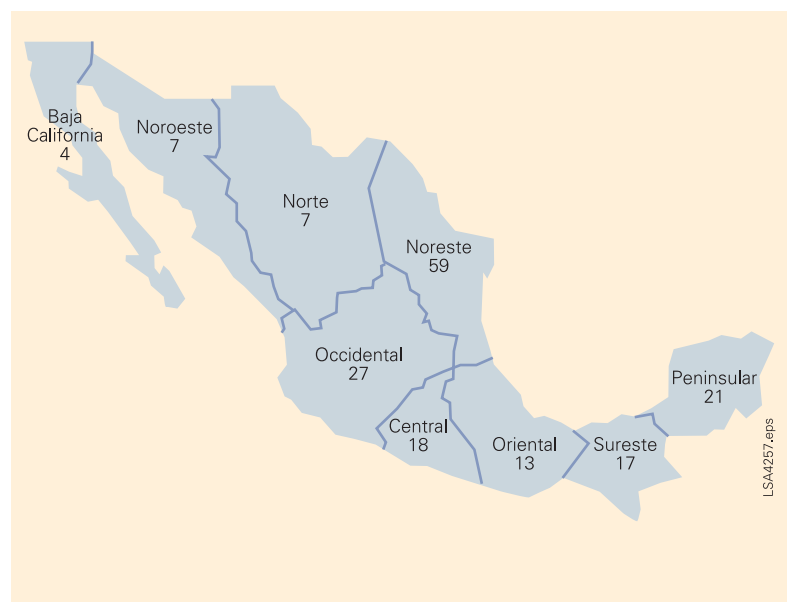 Baja
California
4
Noroeste
7
Norte
7
Noreste
59
Occidental
27
Central
18
Oriental
13
Sureste
17
Peninsular
21
LSA4257.eps